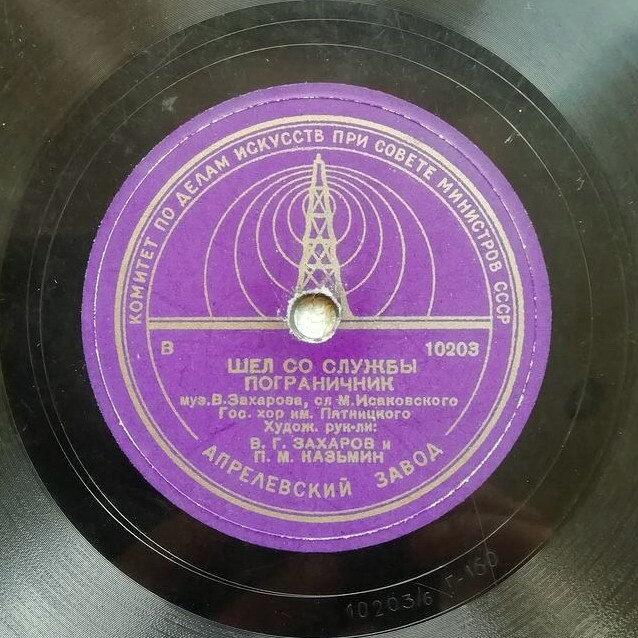 КОМИТЕТ ПО ДЕЛАМ ИСКУССТВ ПРИ СОВЕТЕ МИНИСТРОВ СССР
В 10203
ШЕЛ СО СЛУЖБЫ
ПОГРАНИЧНИК
муз. В. Захарова, сл М. Исаковского
Гос. хор им. Пятницкого
Худож. рук-ли:
В. Г. ЗАХАРОВ и
П. М. КАЗЬМИН
АПРЕЛЕВСКИЙ ЗАВОД
10203/6 Г-160